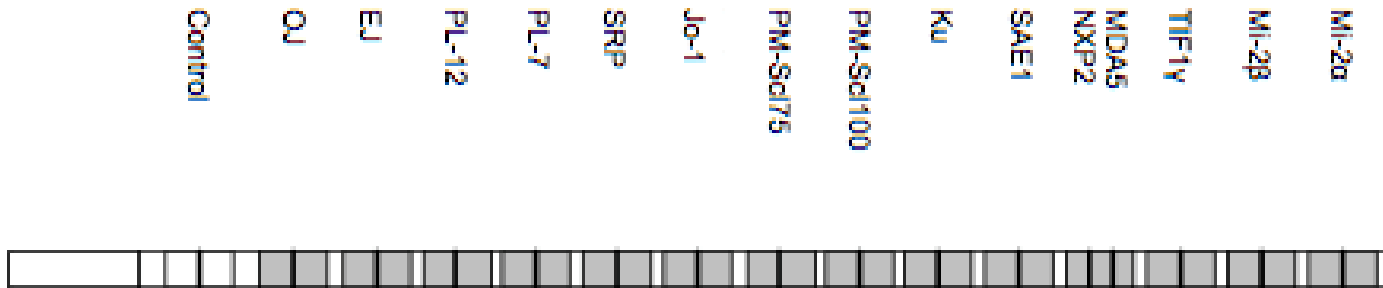 Control
OJ
EJ
PL-12
PL-7
SRP
Jo-1
PM-Scl75
PM-Scl100
Ku
SAE1
NXP2
MDA5
TIF1γ
Mi-2β
Mi-2α